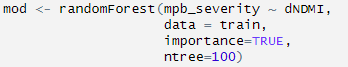 mod <- randomForest(mpb_severity ~ dNDMI,
data = train,
importance=TRUE,
ntree=100)